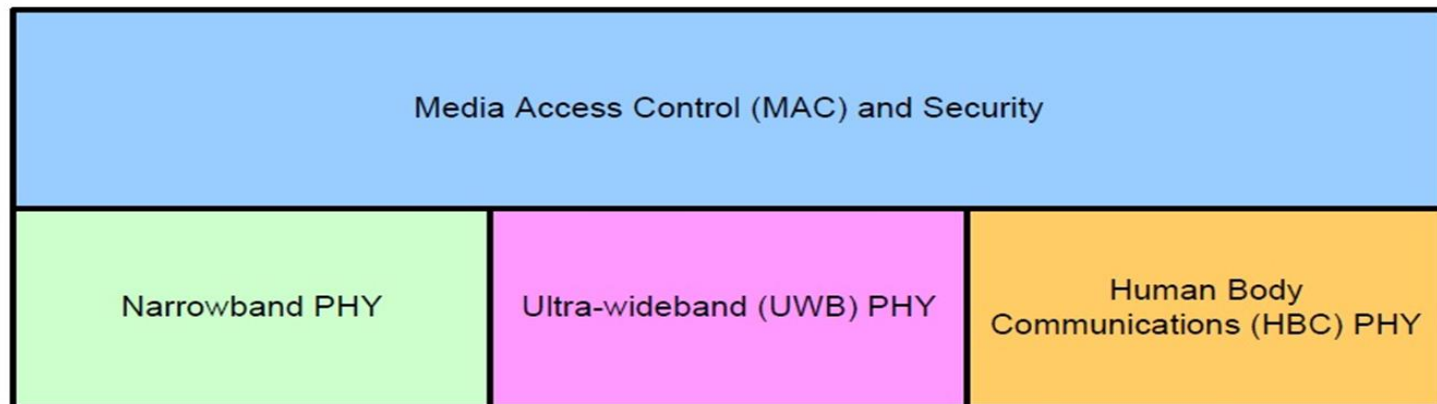 Media Access Control (MAC) and Security
Narrowband PHY
Ultra-wideband (UWB) PHY
Human Body
Communications (HBC) PHY